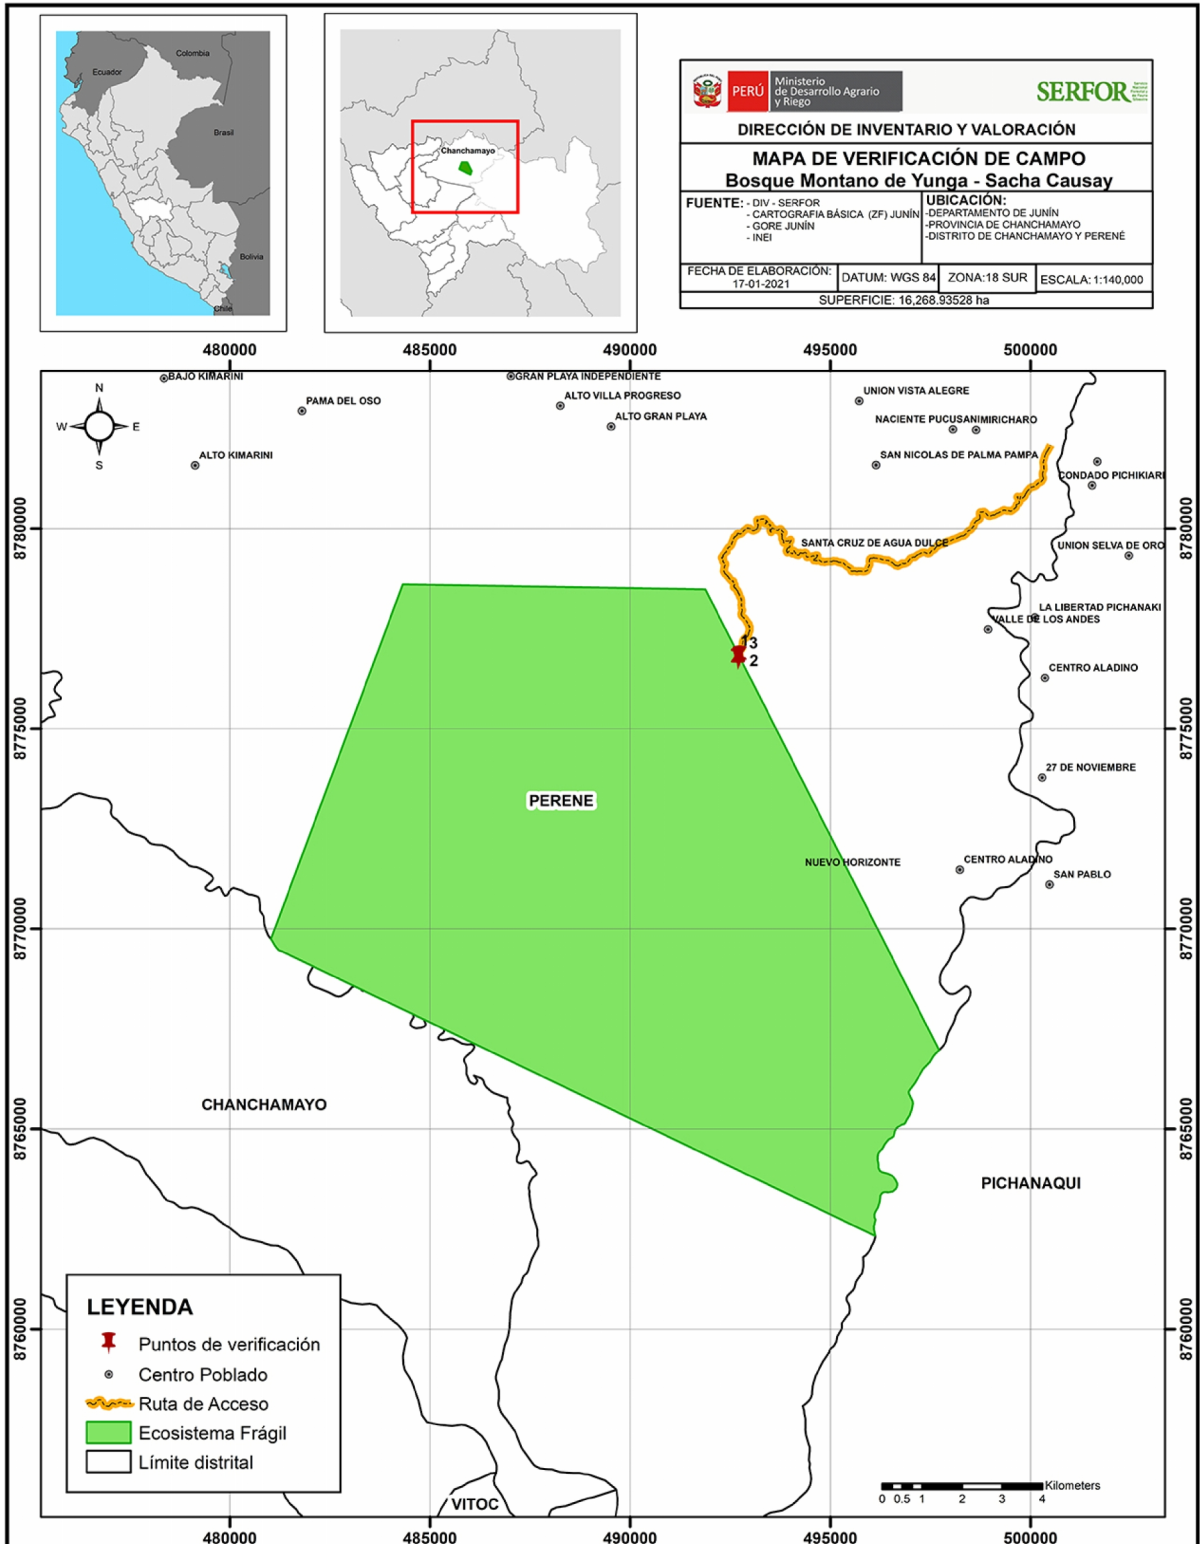 Colombia
Ecuador
Brasil
Bolivia
Chile
Chanchamayo
PERÚ
Ministerio
de Desarrollo Agrario
y Riego
SERFOR
DIRECCIÓN DE INVENTARIO Y VALORACIÓN
MAPA DE VERIFICACIÓN DE CAMPO
Bosque Montano de Yunga - Sacha Causay
FUENTE: - DIV - SERFOR
- CARTOGRAFIA BÁSICA (ZF) JUNÍN
- GORE JUNÍN
- INEI
UBICACIÓN:
-DEPARTAMENTO DE JUNÍN
-PROVINCIA DE CHANCHAMAYO
-DISTRITO DE CHANCHAMAYO Y PERENÉ
FECHA DE ELABORACIÓN:
17-01-2021
DATUM: WGS 84
ZONA:18 SUR
ESCALA: 1:140,000
SUPERFICIE: 16,268.93528 ha
480000 485000 490000 495000 500000
BAJO KIMARINI
GRAN PLAYA INDEPENDIENTE
N
W E
S
PAMA DEL OSO
ALTO VILLA PROGRESO
ALTO GRAN PLAYA
UNION VISTA ALEGRE
NACIENTE PUCUSANIMIRICHARO
ALTO KIMARINI
SAN NICOLAS DE PALMA PAMPA
CONDADO PICHIKIARI
8780000 8780000
SANTA CRUZ DE AGUA DULCE
UNION SELVA DE ORO
LA LIBERTAD PICHANAKI
VALLE DE LOS ANDES
13
2
CENTRO ALADINO
8775000 8775000
27 DE NOVIEMBRE
PERENE
NUEVO HORIZONTE
CENTRO ALADINO
SAN PABLO
8770000 8770000
CHANCHAMAYO
8765000 8765000
PICHANAQUI
8760000 8760000
LEYENDA
Puntos de verificación
Centro Poblado
Ruta de Acceso
Ecosistema Frágil
Límite distrital
VITOC
Kilometers
0 0.5 1 2 3 4
480000 485000 490000 495000 500000